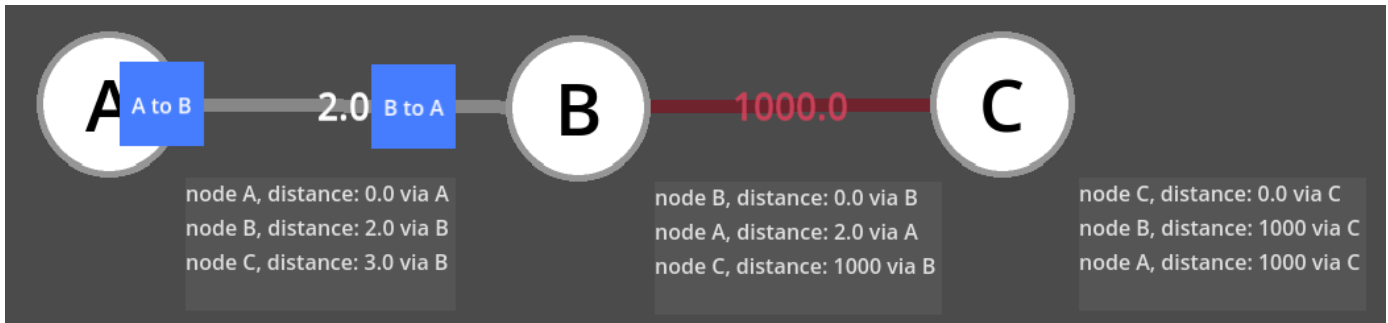 A
A to B
2.0
B to A
B
1000.0
C
node A, distance: 0.0 via A
node B, distance: 2.0 via B
node C, distance: 3.0 via B
node B, distance: 0.0 via B
node A, distance: 2.0 via A
node C, distance: 1000 via B
node C, distance: 0.0 via C
node B, distance: 1000 via C
node A, distance: 1000 via C